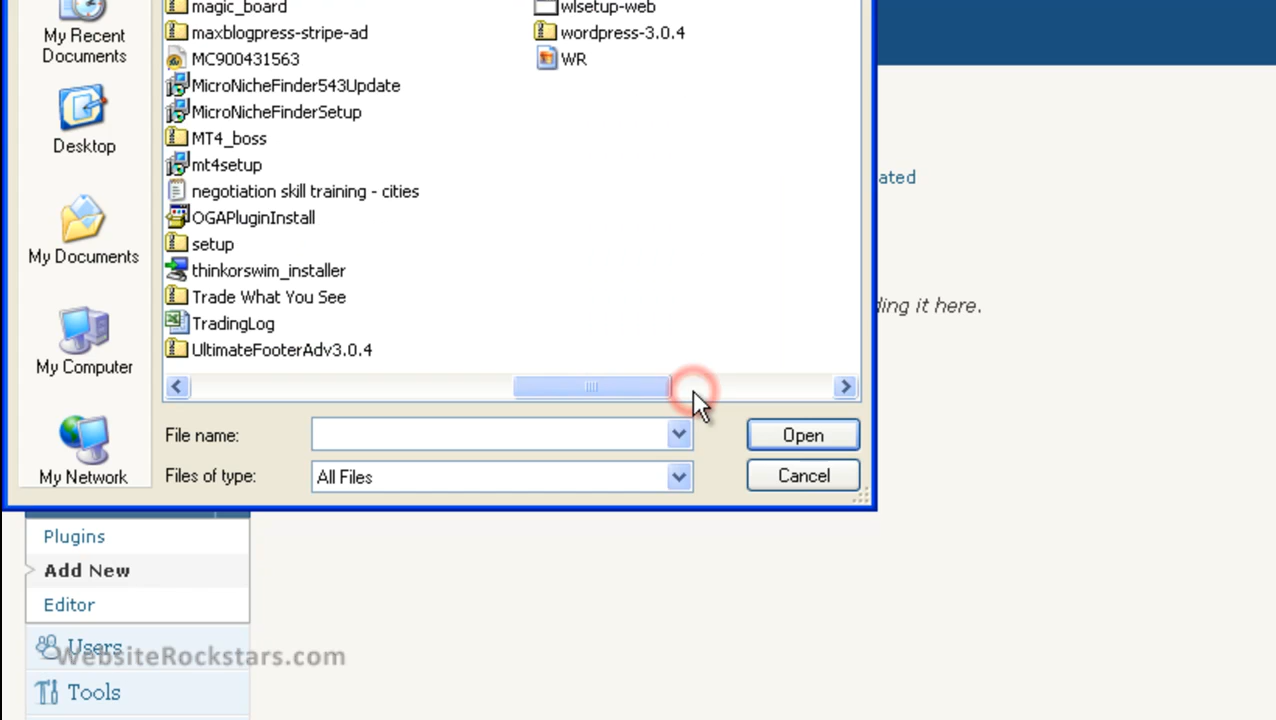 magic_board
wlsetup-web
My Recent
Documents
maxblogpress-stripe-ad
wordpress-3.0.4
MC900431563
WR
MicroNicheFinder543Update
MicroNicheFinderSetup
Desktop
MT4_boss
mt4setup
ated
negotiation skill training - cities
OGAPluginInstall
My Documents
setup
thinkorswim_installer
Trade What You See
ding it here.
TradingLog
My Computer
UltimateFooterAdv3.0.4
File name:
Open
My Network
Files of type:
All Files
Cancel
Plugins
Add New
Editor
Users
WebsiteRockstars.com
Tools